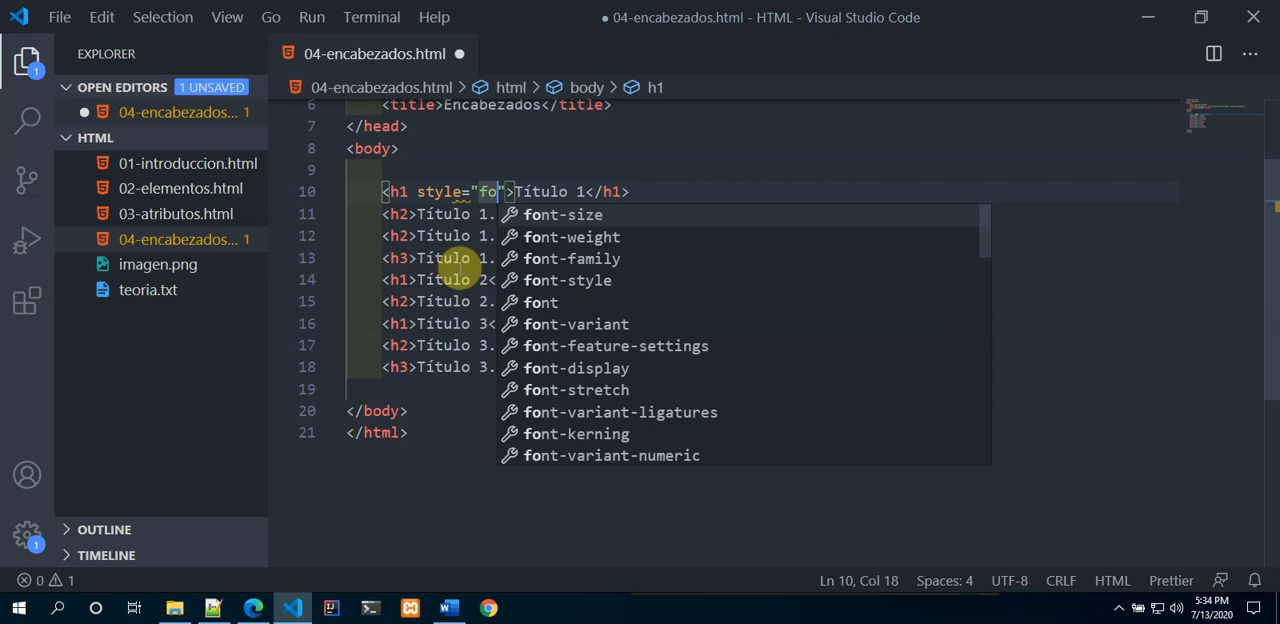 File Edit Selection View Go Run Terminal Help
● 04-encabezados.html - HTML - Visual Studio Code
EXPLORER
04-encabezados.html ●
OPEN EDITORS 1 UNSAVED
04-encabezados.html > html > body > h1
● 04-encabezados... 1
HTML
01-introduccion.html
02-elementos.html
03-atributos.html
04-encabezados... 1
imagen.png
teoria.txt
OUTLINE
TIMELINE
1
1
6 <title>Encabezados</title>
7 </head>
8 <body>
9
10 <h1 style="fo">Título 1</h1>
11 <h2>Título 1.
12 <h2>Título 1.
13 <h3>Título 1.
14 <h1>Título 2<
15 <h2>Título 2.
16 <h1>Título 3<
17 <h2>Título 3.
18 <h3>Título 3.
19
20 </body>
21 </html>
font-size
font-weight
font-family
font-style
font
font-variant
font-feature-settings
font-display
font-stretch
font-variant-ligatures
font-kerning
font-variant-numeric
0 1
Ln 10, Col 18 Spaces: 4 UTF-8 CRLF HTML Prettier
5:34 PM
7/13/2020